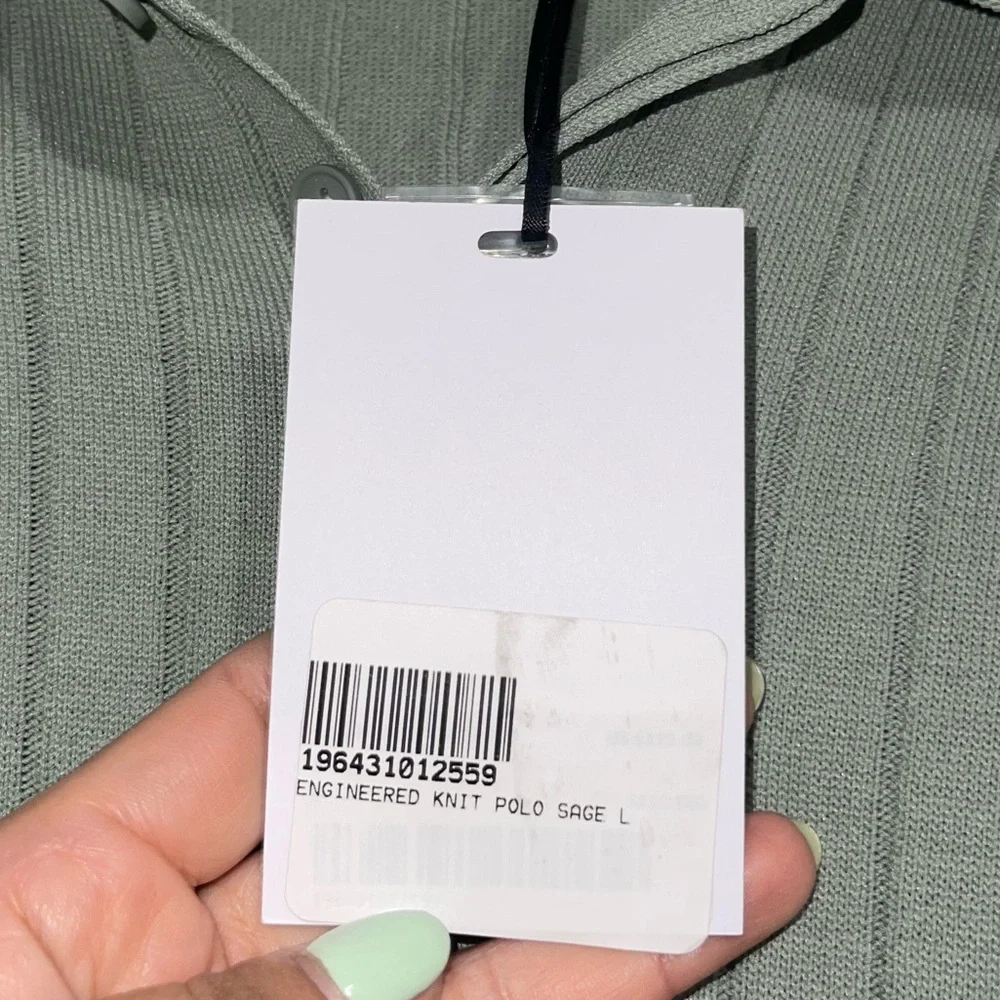 196431012559
ENGINEERED KNIT POLO SAGE L